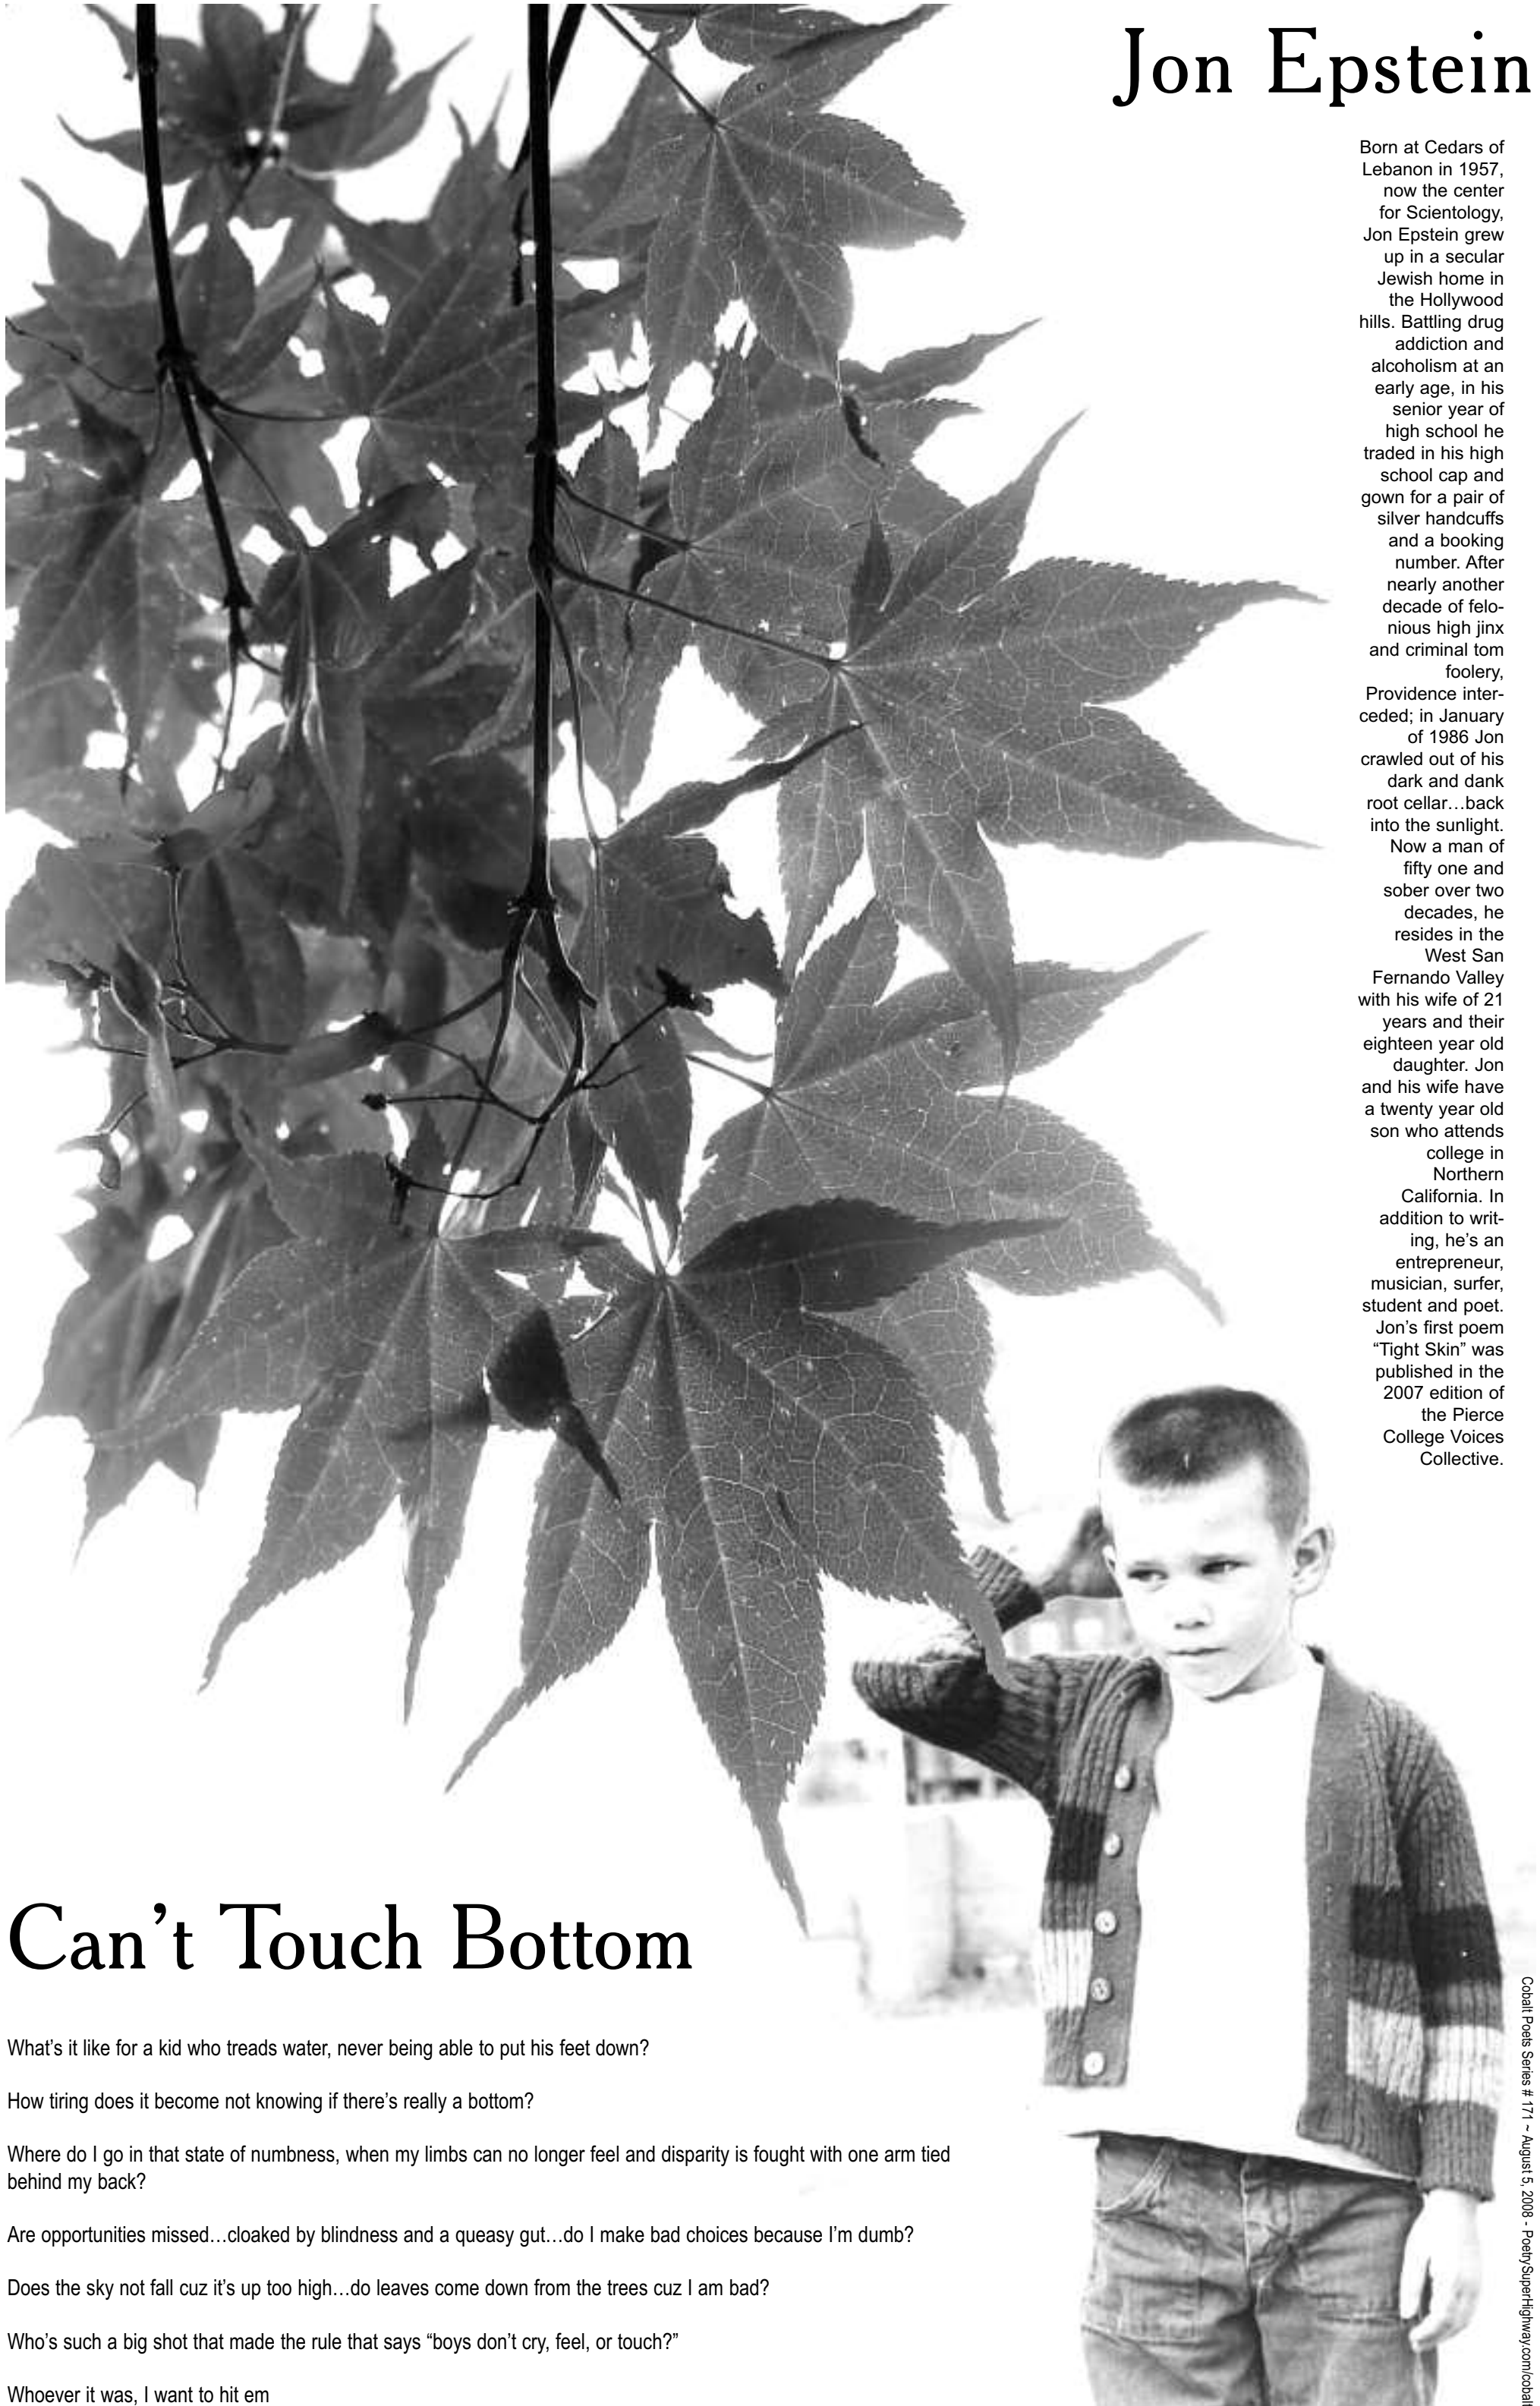 Jon Epstein
Born at Cedars of
Lebanon in 1957,
now the center
for Scientology,
Jon Epstein grew
up in a secular
Jewish home in
the Hollywood
hills. Battling drug
addiction and
alcoholism at an
early age, in his
senior year of
high school he
traded in his high
school cap and
gown for a pair of
silver handcuffs
and a booking
number. After
nearly another
decade of felo-
nious high jinx
and criminal tom
foolery,
Providence inter-
ceded; in January
of 1986 Jon
crawled out of his
dark and dank
root cellar…back
into the sunlight.
Now a man of
fifty one and
sober over two
decades, he
resides in the
West San
Fernando Valley
with his wife of 21
years and their
eighteen year old
daughter. Jon
and his wife have
a twenty year old
son who attends
college in
Northern
California. In
addition to writ-
ing, he’s an
entrepreneur,
musician, surfer,
student and poet.
Jon’s first poem
“Tight Skin” was
published in the
2007 edition of
the Pierce
College Voices
Collective.
Can’t Touch Bottom
What’s it like for a kid who treads water, never being able to put his feet down?
How tiring does it become not knowing if there’s really a bottom?
Where do I go in that state of numbness, when my limbs can no longer feel and disparity is fought with one arm tied
behind my back?
Are opportunities missed…cloaked by blindness and a queasy gut…do I make bad choices because I’m dumb?
Does the sky not fall cuz it’s up too high…do leaves come down from the trees cuz I am bad?
Who’s such a big shot that made the rule that says “boys don’t cry, feel, or touch?”
Whoever it was, I want to hit em
Cobalt Poets Series # 171 ~ August 5, 2008 - PoetrySuperHighway.com/cobalt